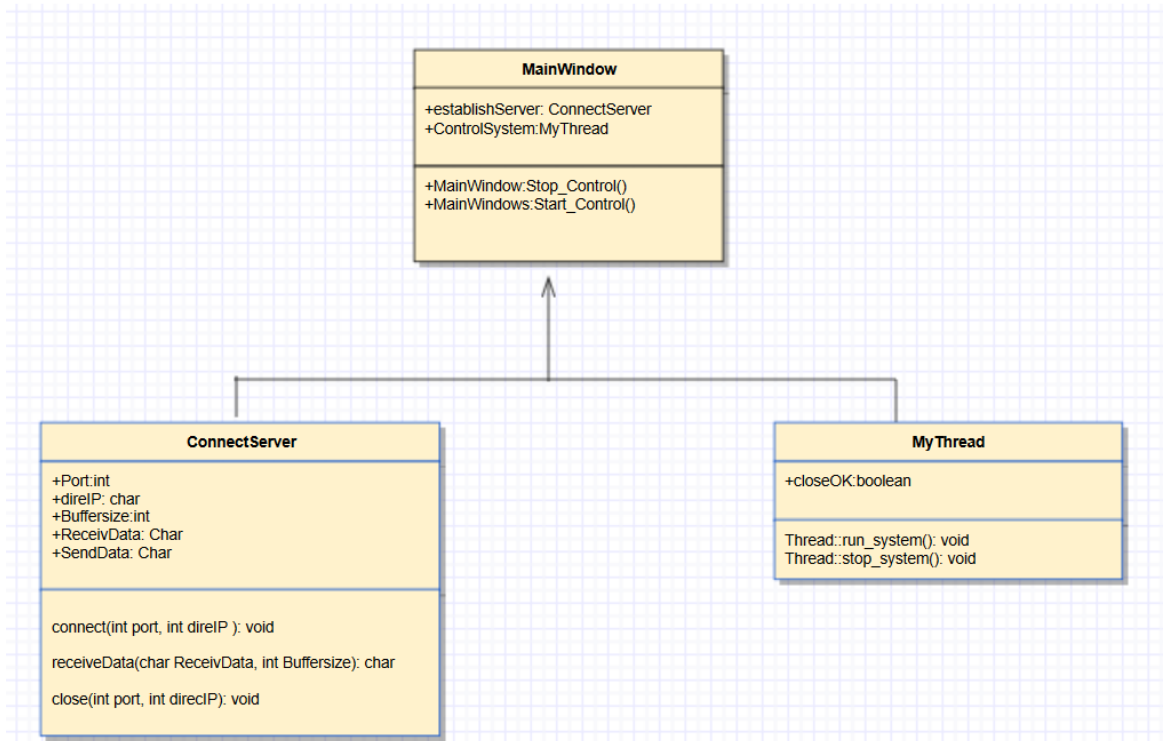 MainWindow
+establishServer: ConnectServer
+ControlSystem:MyThread
+MainWindow:Stop_Control()
+MainWindows:Start_Control()
ConnectServer
+Port:int
+direIP: char
+Buffersize:int
+ReceivData: Char
+SendData: Char
connect(int port, int direIP ): void
receiveData(char ReceivData, int Buffersize): char
close(int port, int direcIP): void
MyThread
+closeOK:boolean
Thread::run_system(): void
Thread::stop_system(): void